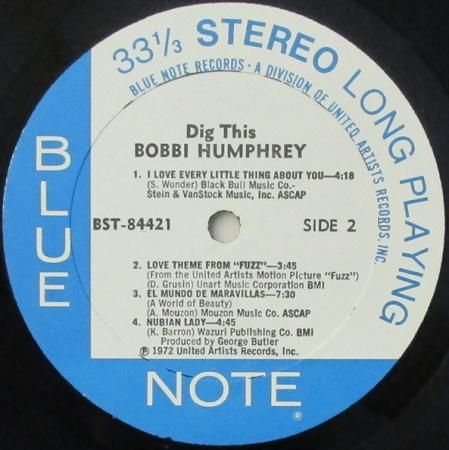 33 1/3 STEREO LONG PLAYING
BLUE NOTE RECORDS · A DIVISION OF UNITED ARTISTS RECORDS, INC.
Dig This
BOBBI HUMPHREY
1. I LOVE EVERY LITTLE THING ABOUT YOU—4:18
(S. Wonder) Black Bull Music Co.-
Stein & VanStock Music, Inc. ASCAP
BST-84421
SIDE 2
2. LOVE THEME FROM "FUZZ"—3:45
(From the United Artists Motion Picture "Fuzz")
(D. Grusin) Unart Music Corporation BMI
3. EL MUNDO DE MARAVILLAS—7:30
(A World of Beauty)
(A. Mouzon) Mouzon Music Co. ASCAP
4. NUBIAN LADY—4:45
(K. Barron) Wazuri Publishing Co. BMI
Produced by George Butler
℗ 1972 United Artists Records, Inc.
BLUE
NOTE
®